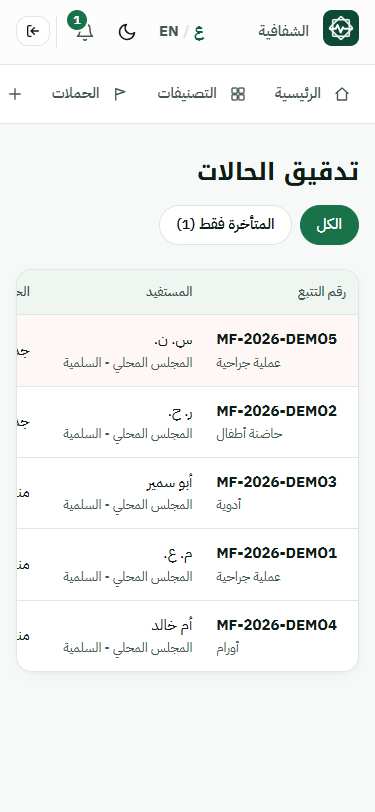 الشفافية
ع / EN
1
الرئيسية
التصنيفات
الحملات
تدقيق الحالات
الكل
المتأخرة فقط (1)
رقم التتبع المستفيد
MF-2026-DEMO5 س. ن.
عملية جراحية المجلس المحلي - السلمية
MF-2026-DEMO2 ر. ح.
حاضنة أطفال المجلس المحلي - السلمية
MF-2026-DEMO3 أبو سمير
أدوية المجلس المحلي - السلمية
MF-2026-DEMO1 م. ع.
عملية جراحية المجلس المحلي - السلمية
MF-2026-DEMO4 أم خالد
أورام المجلس المحلي - السلمية